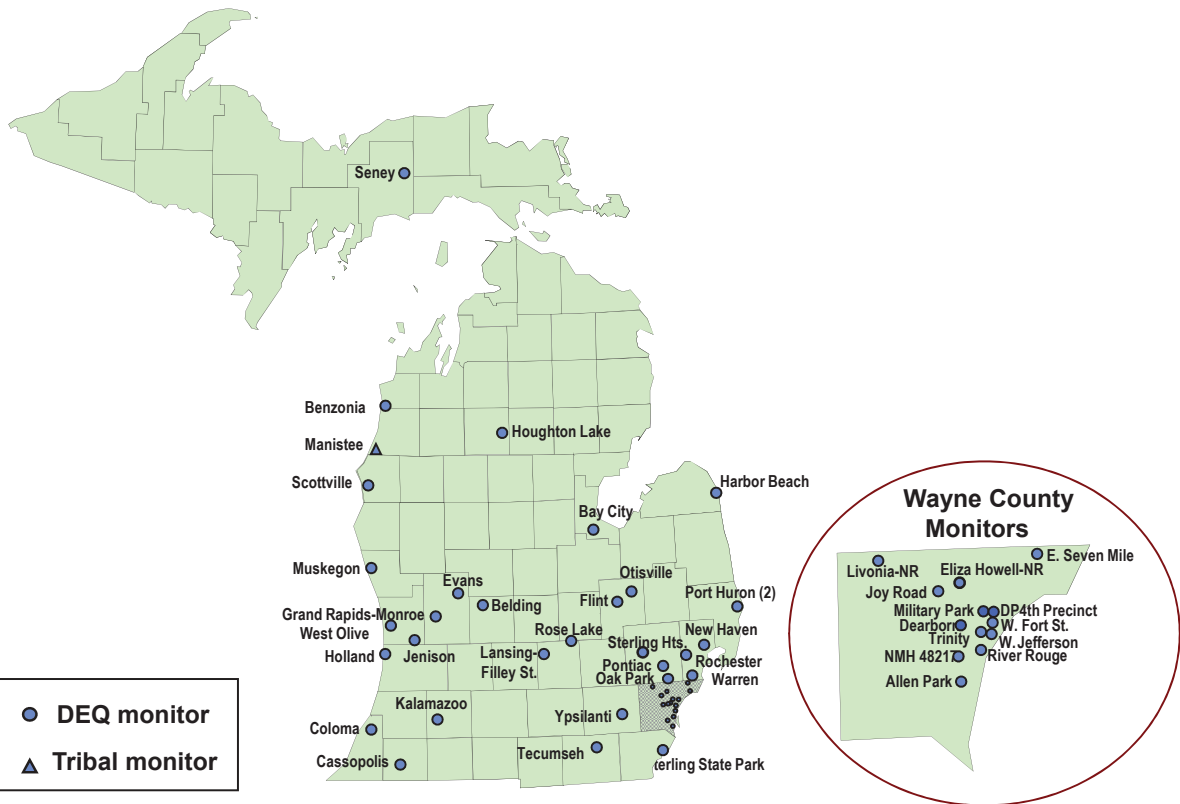 Seney
Benzonia
Houghton Lake
Manistee
Scottville
Harbor Beach
Bay City
Muskegon
Evans
Otisville
Belding
Flint
Port Huron (2)
Grand Rapids-Monroe
West Olive
Rose Lake
Sterling Hts.
New Haven
Holland
Jenison
Lansing-
Filley St.
Pontiac
Rochester
Oak Park
Warren
Kalamazoo
Ypsilanti
Coloma
Tecumseh
Cassopolis
terling State Park
DEQ monitor
Tribal monitor
Wayne County
Monitors
E. Seven Mile
Livonia-NR
Eliza Howell-NR
Joy Road
Military Park
DP4th Precinct
Dearborn
W. Fort St.
Trinity
W. Jefferson
NMH 48217
River Rouge
Allen Park